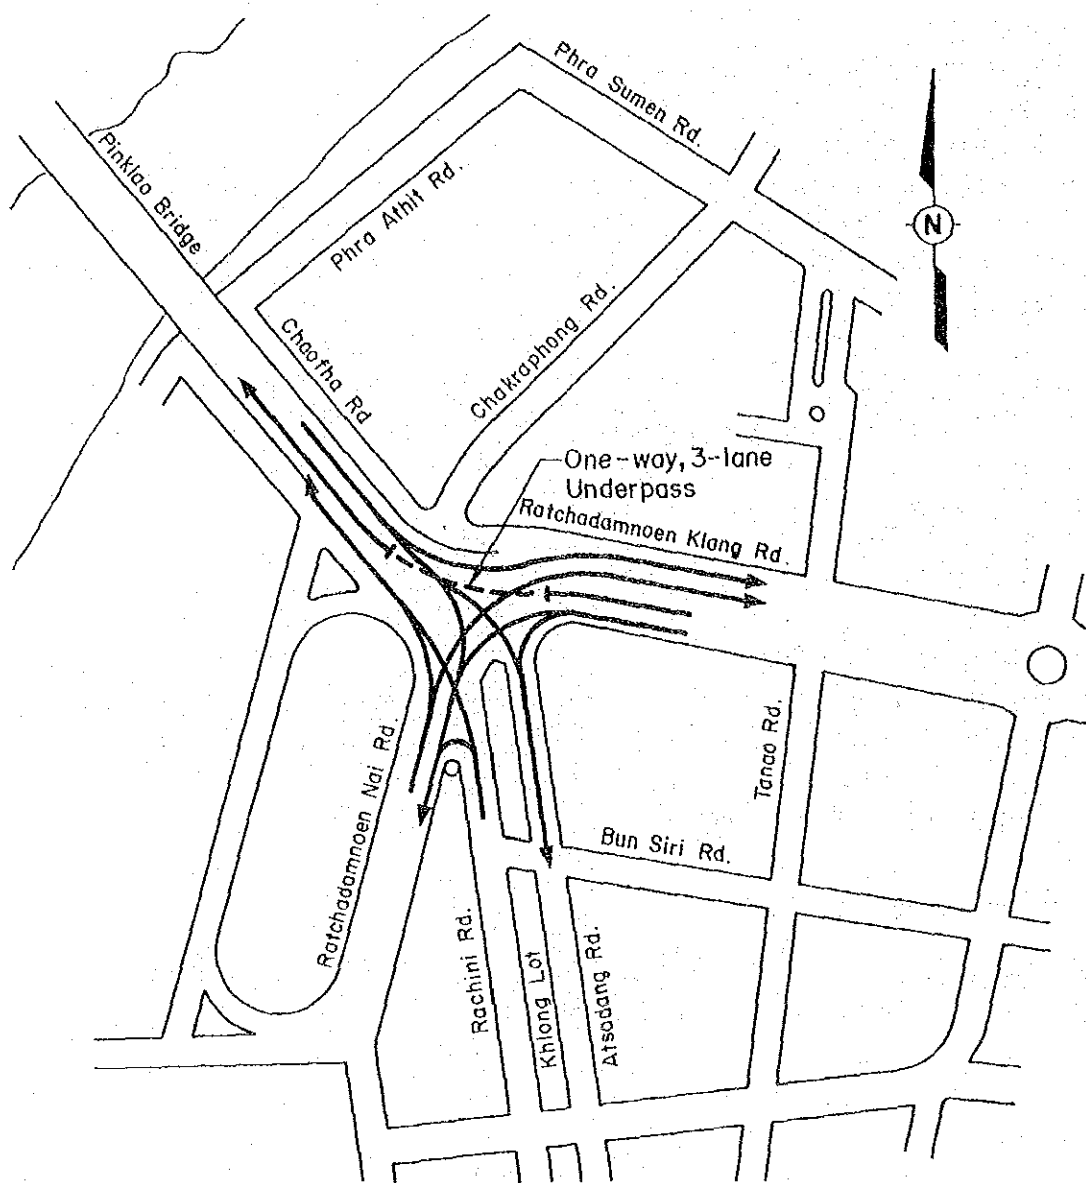 Phra Sumen Rd.
Pinklao Bridge
Phra Athit Rd.
N
Chaofha Rd
Chakraphong Rd.
One-way, 3-lane
Underpass
Ratchadamnoen Klang Rd.
Ratchadamnoen Nai Rd.
Tanao Rd.
Bun Siri Rd.
Rachini Rd.
Khlong Lot
Atsadang Rd.